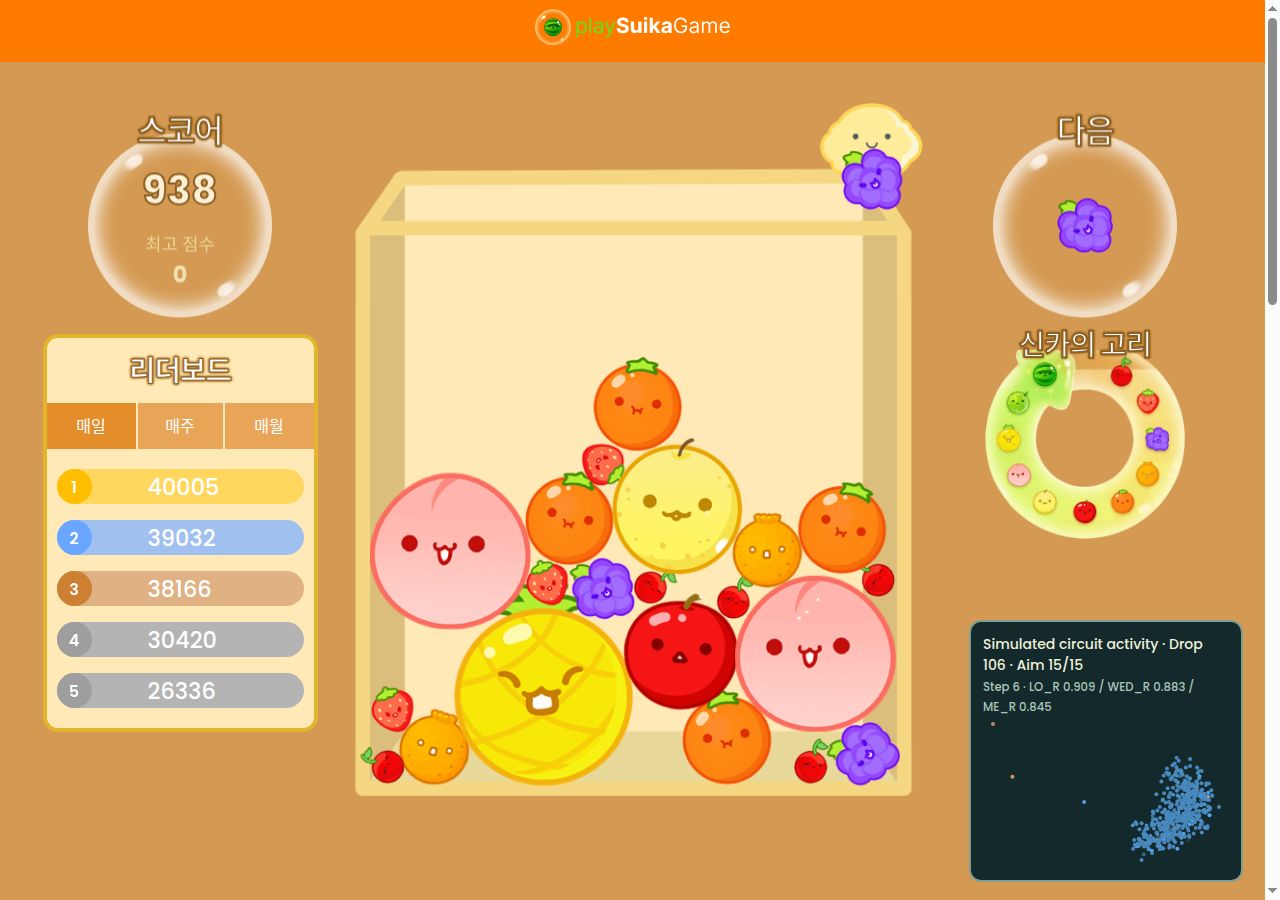 playSuikaGame
스코어
938
최고 점수
0
다음
리더보드
매일 매주 매월
1 40005
2 39032
3 38166
4 30420
5 26336
신카의 고리
Simulated circuit activity · Drop
106 · Aim 15/15
Step 6 · LO_R 0.909 / WED_R 0.883 /
ME_R 0.845